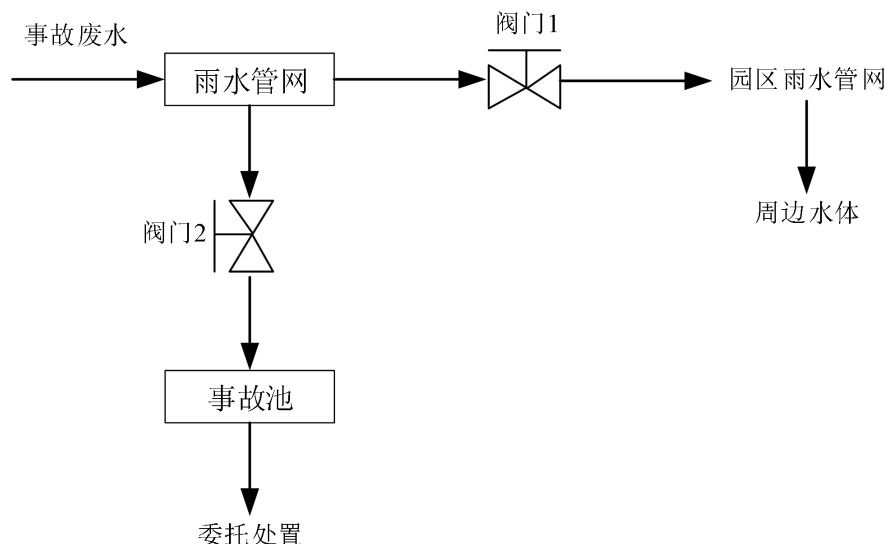 事故废水
阀门1
雨水管网
园区雨水管网
周边水体
阀门2
事故池
委托处置